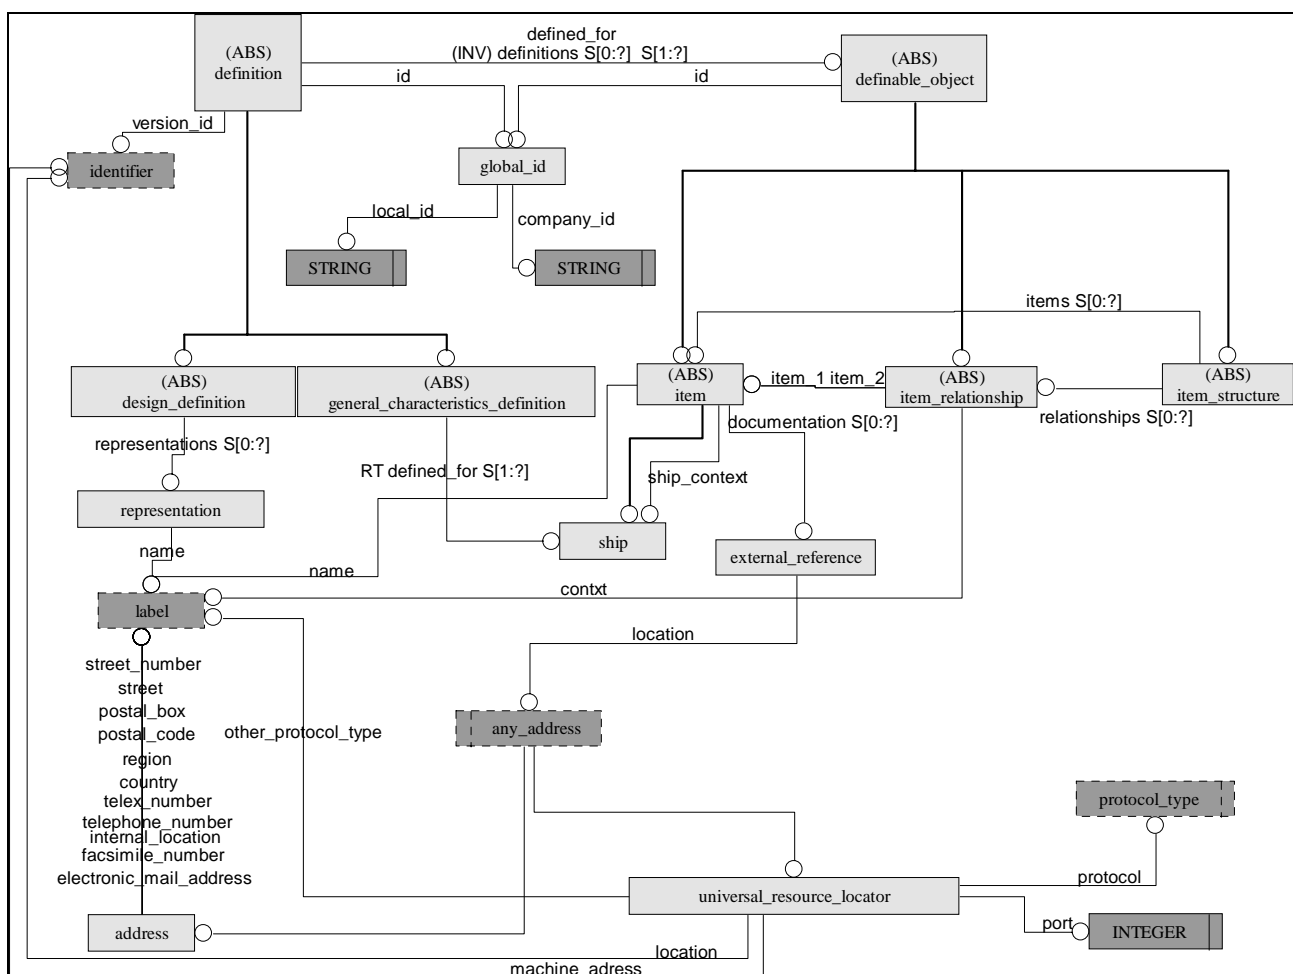 defined_for
(INV) definitions S[0:?]  S[1:?]
(ABS)
definition
(ABS)
definable_object
id
id
version_id
identifier
global_id
local_id
company_id
STRING
STRING
items S[0:?]
(ABS)
design_definition
(ABS)
general_characteristics_definition
(ABS)
item
item_1 item_2
(ABS)
item_relationship
(ABS)
item_structure
relationships S[0:?]
documentation S[0:?]
representations S[0:?]
RT defined_for S[1:?]
ship_context
representation
ship
external_reference
name
name
label
contxt
location
street_number
street
postal_box
postal_code
region
country
telex_number
telephone_number
internal_location
facsimile_number
electronic_mail_address
other_protocol_type
any_address
protocol_type
protocol
universal_resource_locator
port
INTEGER
address
location
machine_adress